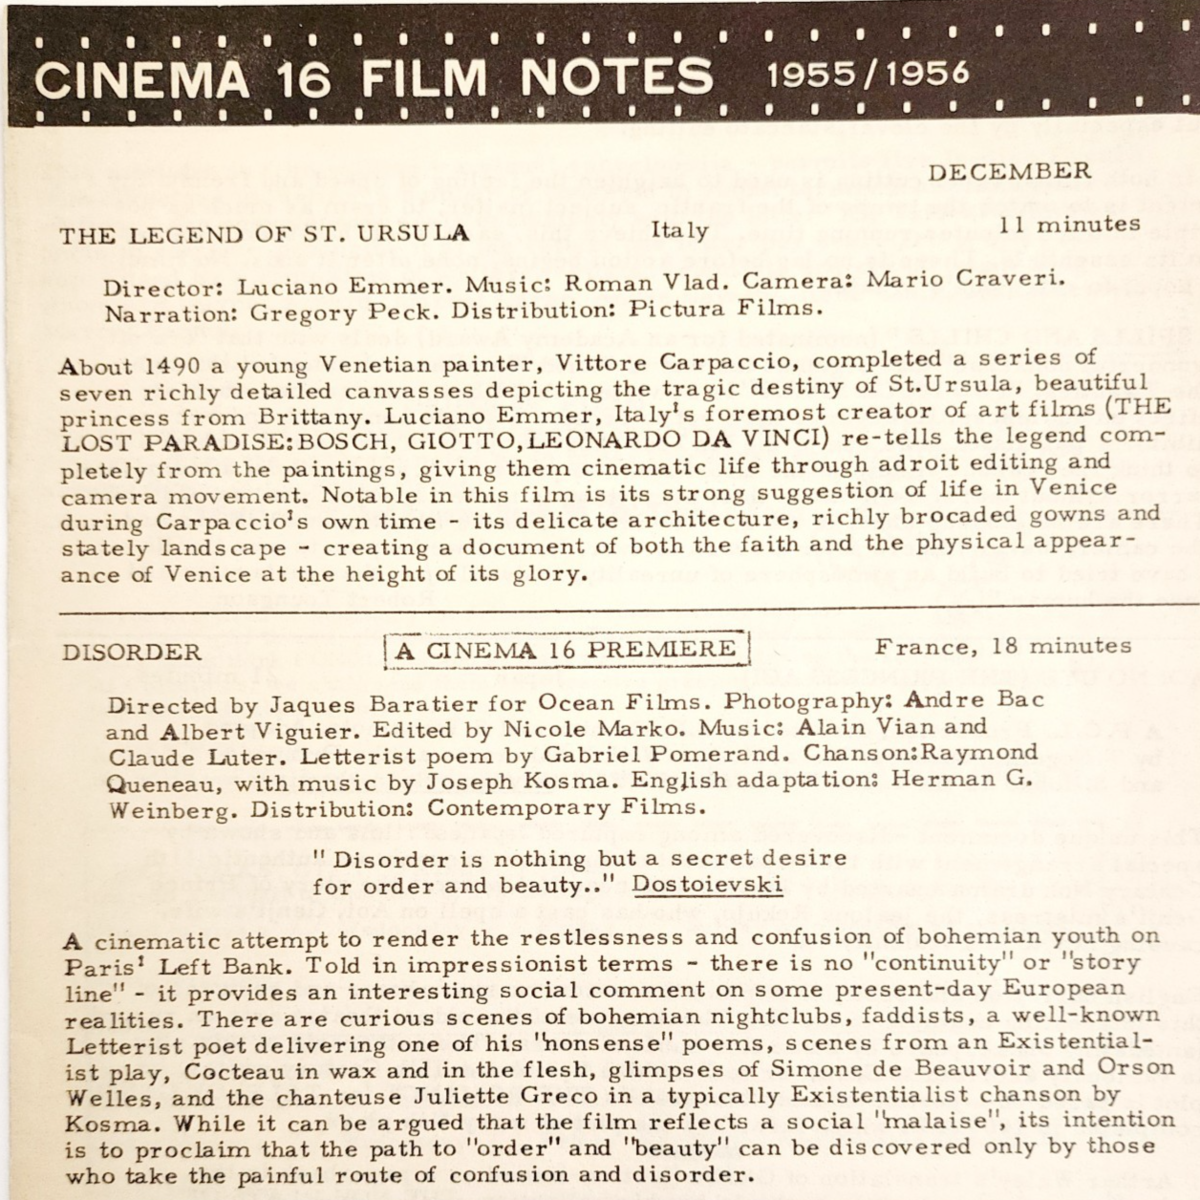 CINEMA 16 FILM NOTES 1955/1956
DECEMBER
THE LEGEND OF ST. URSULA Italy 11 minutes
Director: Luciano Emmer. Music: Roman Vlad. Camera: Mario Craveri.
Narration: Gregory Peck. Distribution: Pictura Films.
About 1490 a young Venetian painter, Vittore Carpaccio, completed a series of
seven richly detailed canvasses depicting the tragic destiny of St.Ursula, beautiful
princess from Brittany. Luciano Emmer, Italy's foremost creator of art films (THE
LOST PARADISE:BOSCH, GIOTTO,LEONARDO DA VINCI) re-tells the legend com-
pletely from the paintings, giving them cinematic life through adroit editing and
camera movement. Notable in this film is its strong suggestion of life in Venice
during Carpaccio's own time - its delicate architecture, richly brocaded gowns and
stately landscape - creating a document of both the faith and the physical appear-
ance of Venice at the height of its glory.
DISORDER A CINEMA 16 PREMIERE France, 18 minutes
Directed by Jaques Baratier for Ocean Films. Photography: Andre Bac
and Albert Viguier. Edited by Nicole Marko. Music: Alain Vian and
Claude Luter. Letterist poem by Gabriel Pomerand. Chanson:Raymond
Queneau, with music by Joseph Kosma. English adaptation: Herman G.
Weinberg. Distribution: Contemporary Films.
" Disorder is nothing but a secret desire
for order and beauty.." Dostoievski
A cinematic attempt to render the restlessness and confusion of bohemian youth on
Paris' Left Bank. Told in impressionist terms - there is no "continuity" or "story
line" - it provides an interesting social comment on some present-day European
realities. There are curious scenes of bohemian nightclubs, faddists, a well-known
Letterist poet delivering one of his "nonsense" poems, scenes from an Existential-
ist play, Cocteau in wax and in the flesh, glimpses of Simone de Beauvoir and Orson
Welles, and the chanteuse Juliette Greco in a typically Existentialist chanson by
Kosma. While it can be argued that the film reflects a social "malaise", its intention
is to proclaim that the path to "order" and "beauty" can be discovered only by those
who take the painful route of confusion and disorder.